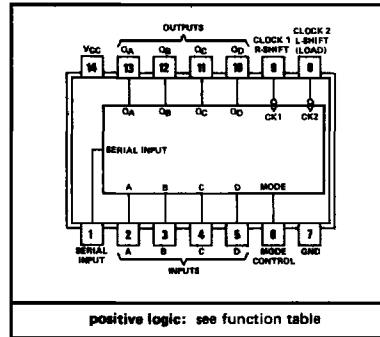 OUTPUTS
CLOCK 1 CLOCK 2
R-SHIFT L-SHIFT
(LOAD)
VCC QA QB QC QD
14 13 12 11 10 9 8
QA QB QC QD CK1 CK2
SERIAL INPUT
A B C D MODE
1 2 3 4 5 6 7
SERIAL INPUT A B C D MODE CONTROL GND
INPUTS
positive logic: see function table